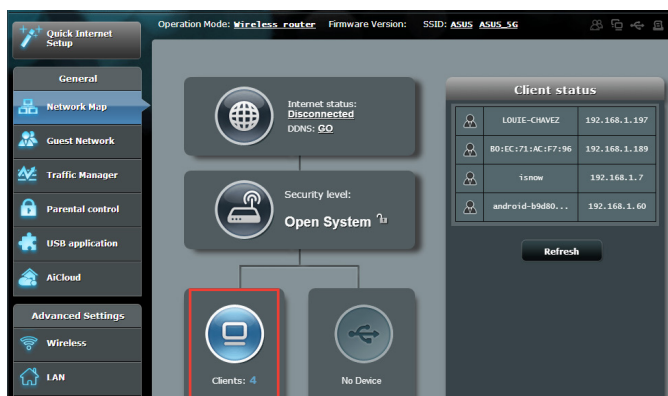 Quick Internet
Setup
Operation Mode: Wireless router Firmware Version: SSID: ASUS ASUS_5G
General
Network Map
Guest Network
Traffic Manager
Parental control
USB application
AiCloud
Advanced Settings
Wireless
LAN
Internet status:
Disconnected
DDNS: GO
Security level:
Open System
Clients: 4
No Device
Client status
LOUIE-CHAVEZ 192.168.1.197
80:EC:71:AC:F7:96 192.168.1.189
isnow 192.168.1.7
android-b9d80... 192.168.1.60
Refresh